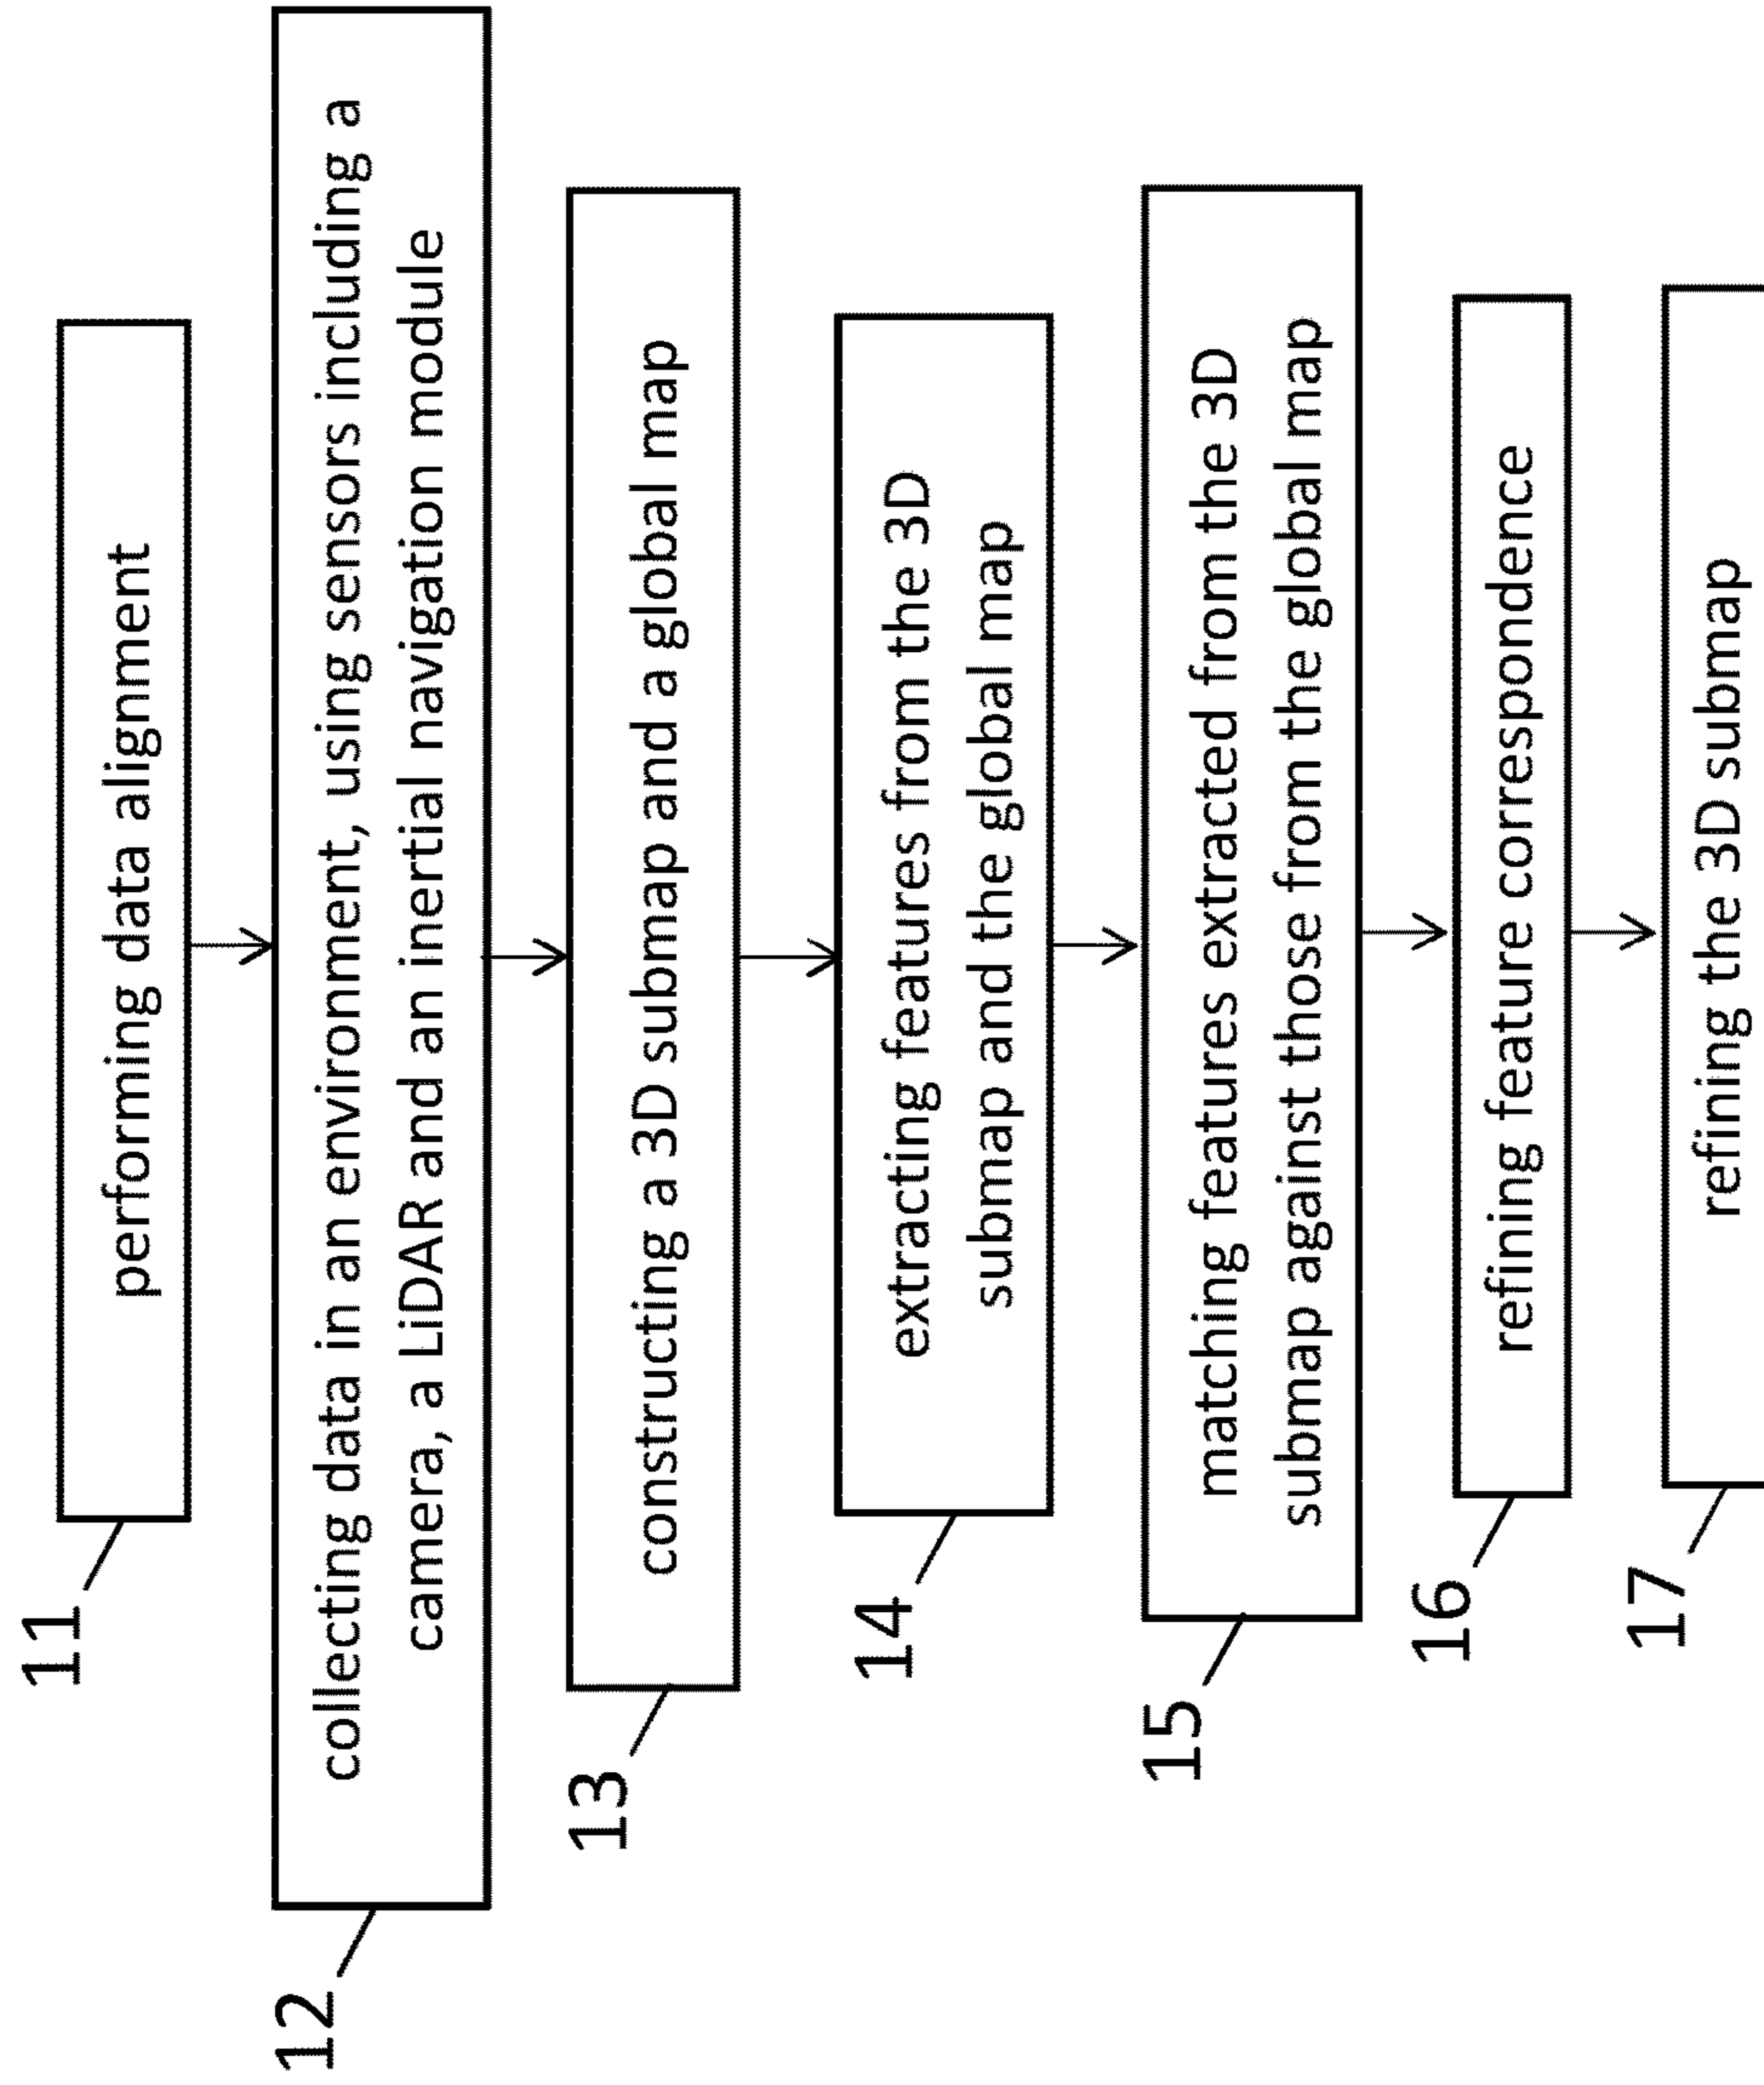 11
performing data alignment
12
collecting data in an environment, using sensors including a
camera, a LiDAR and an inertial navigation module
13
constructing a 3D submap and a global map
14
extracting features from the 3D
submap and the global map
15
matching features extracted from the 3D
submap against those from the global map
16
refining feature correspondence
17
refining the 3D submap